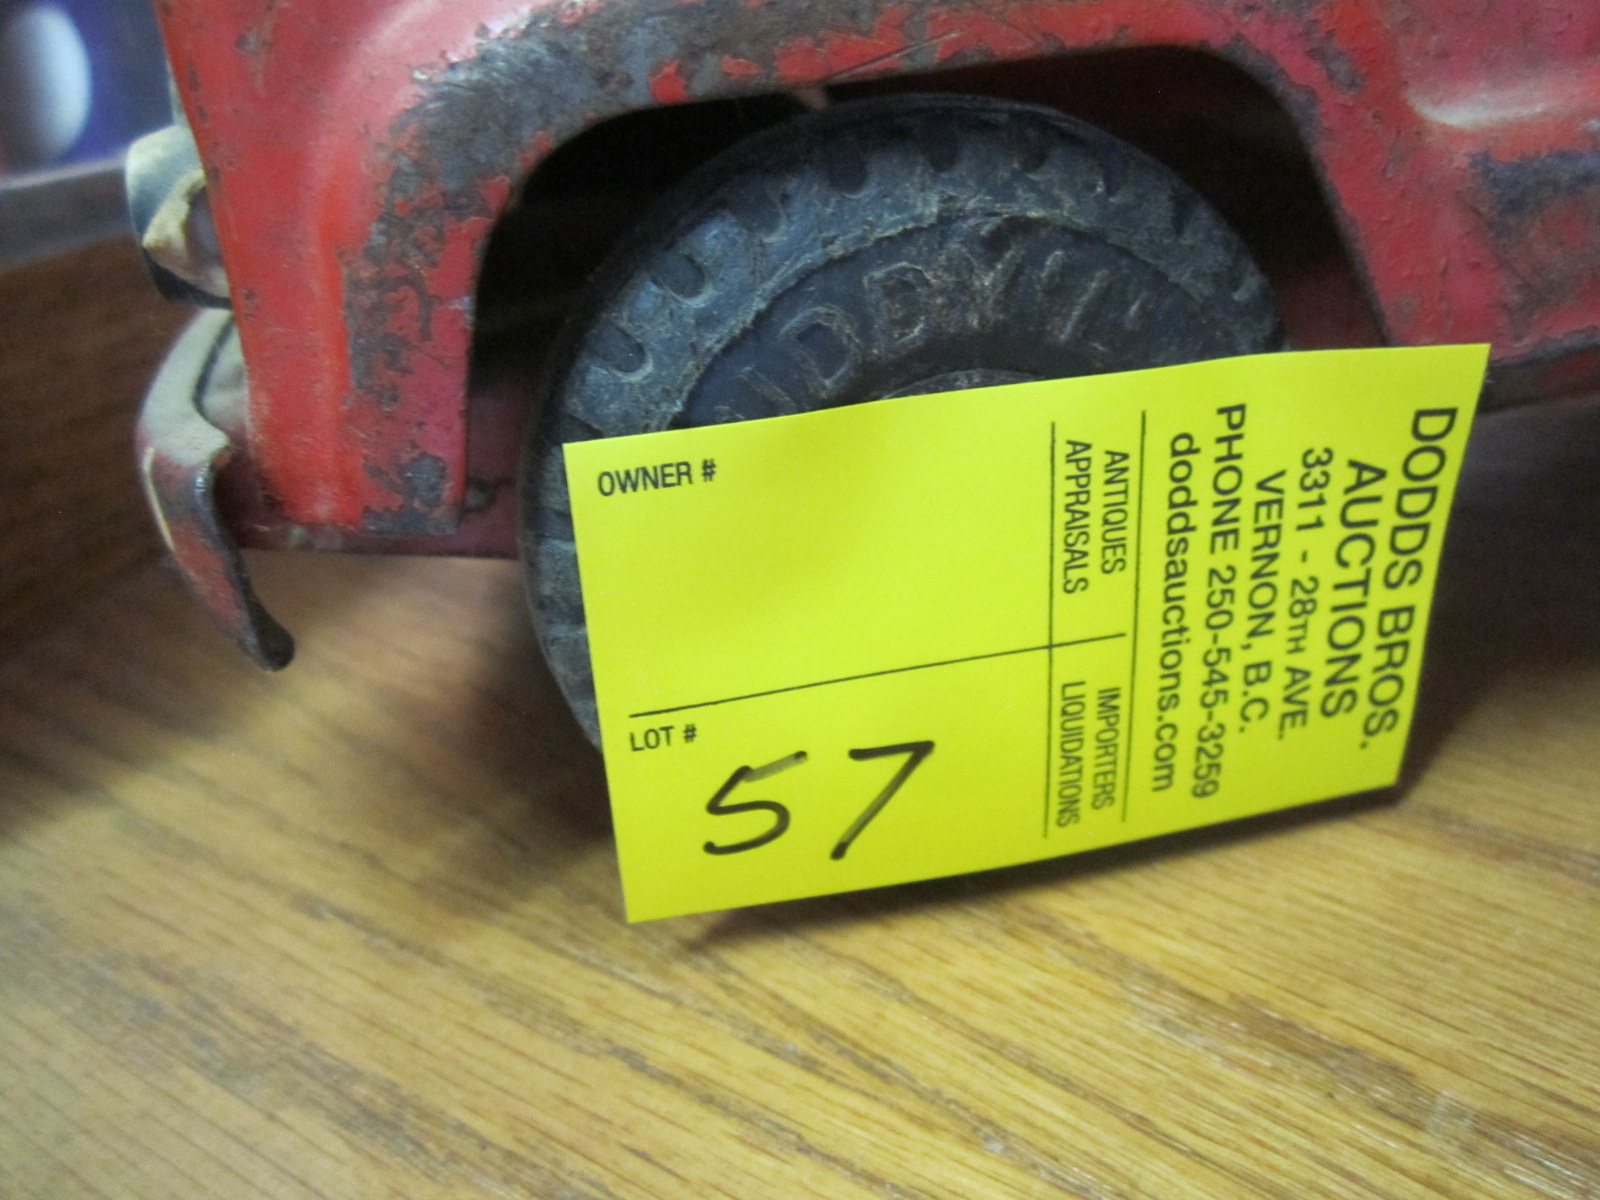 DODDS BROS.
AUCTIONS
3311 - 28TH AVE.
VERNON, B.C.
PHONE 250-545-3259
doddsauctions.com
ANTIQUES
APPRAISALS
IMPORTERS
LIQUIDATIONS
OWNER #
LOT #
57